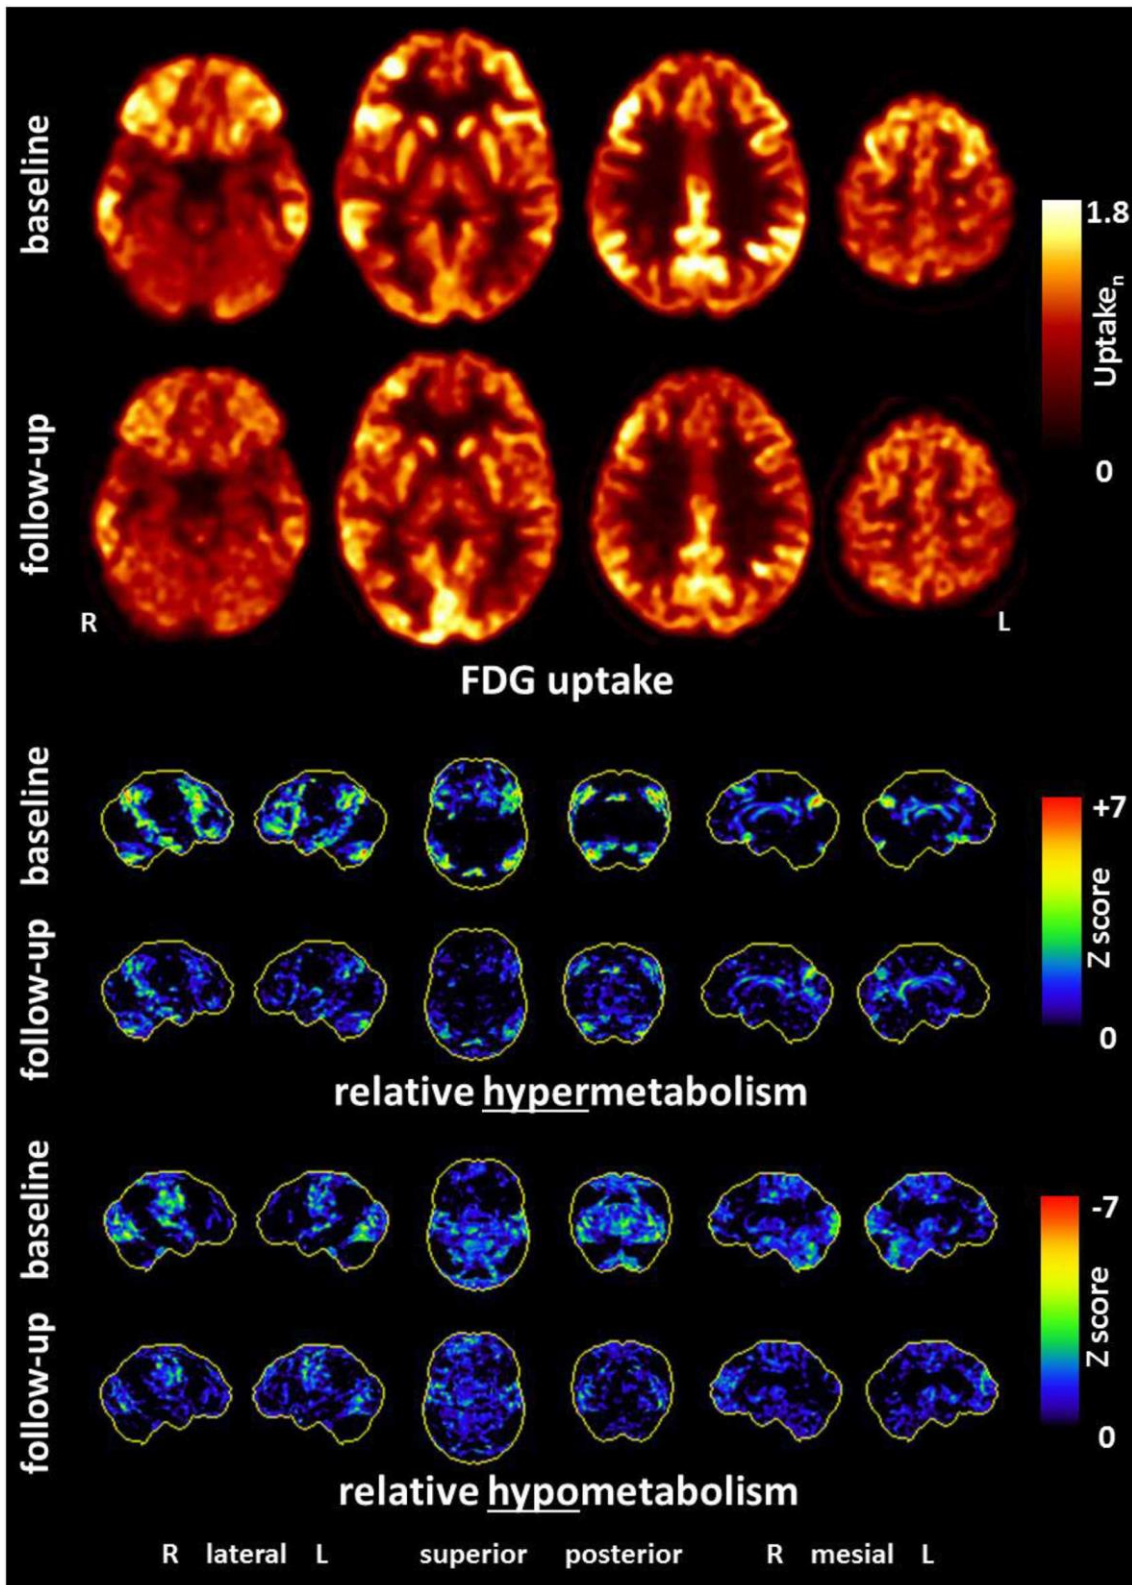 baseline
1.8
Uptakeₙ
0
follow-up
R
L
FDG uptake
baseline
+7
Z score
0
follow-up
relative hypermetabolism
baseline
-7
Z score
0
follow-up
relative hypometabolism
R lateral L superior posterior R mesial L